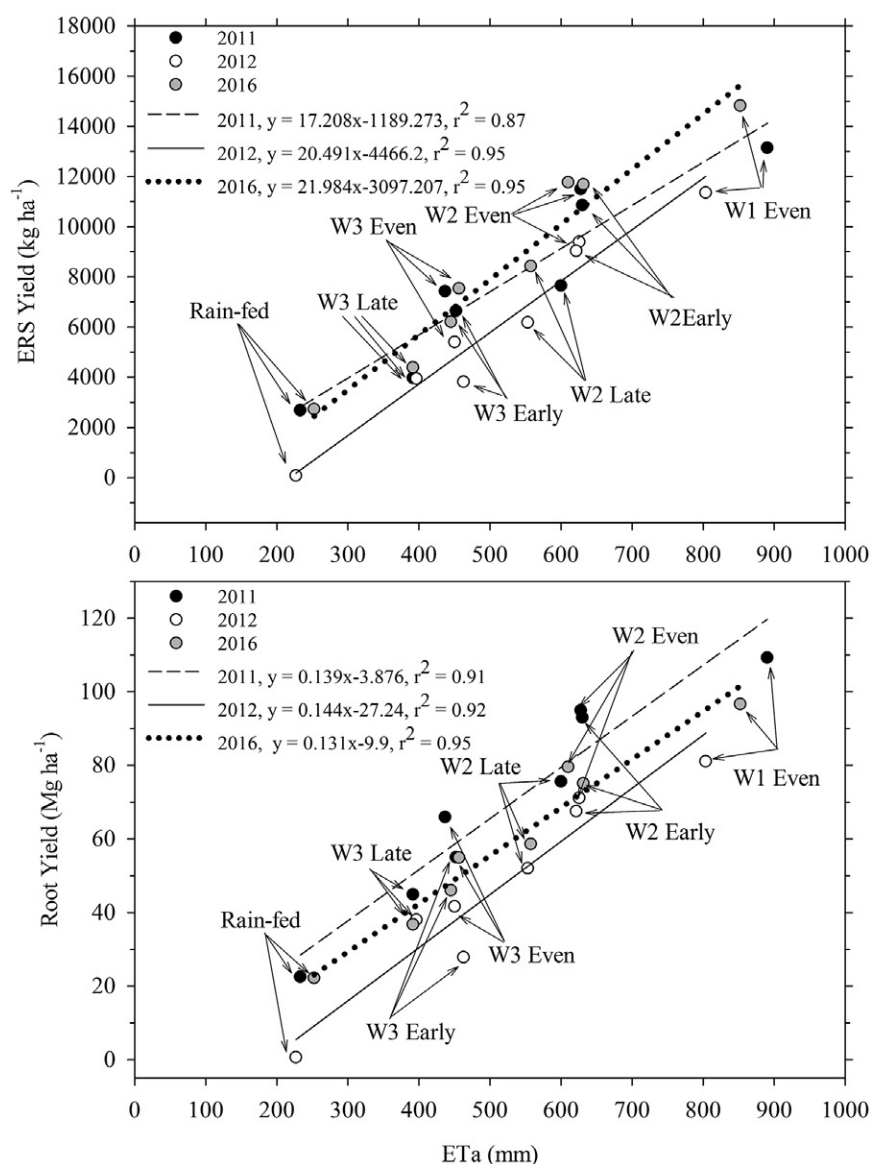 18000
16000
14000
12000
10000
8000
6000
4000
2000
0
ERS Yield (kg ha⁻¹)
2011
2012
2016
2011, y = 17.208x-1189.273, r² = 0.87
2012, y = 20.491x-4466.2, r² = 0.95
2016, y = 21.984x-3097.207, r² = 0.95
W2 Even
W1 Even
W3 Even
W3 Late
Rain-fed
W2Early
W2 Late
W3 Early
0 100 200 300 400 500 600 700 800 900 1000
120
100
80
60
40
20
0
Root Yield (Mg ha⁻¹)
2011
2012
2016
2011, y = 0.139x-3.876, r² = 0.91
2012, y = 0.144x-27.24, r² = 0.92
2016, y = 0.131x-9.9, r² = 0.95
W2 Even
W2 Late
W1 Even
W3 Late
W2 Early
Rain-fed
W3 Even
W3 Early
0 100 200 300 400 500 600 700 800 900 1000
ETa (mm)